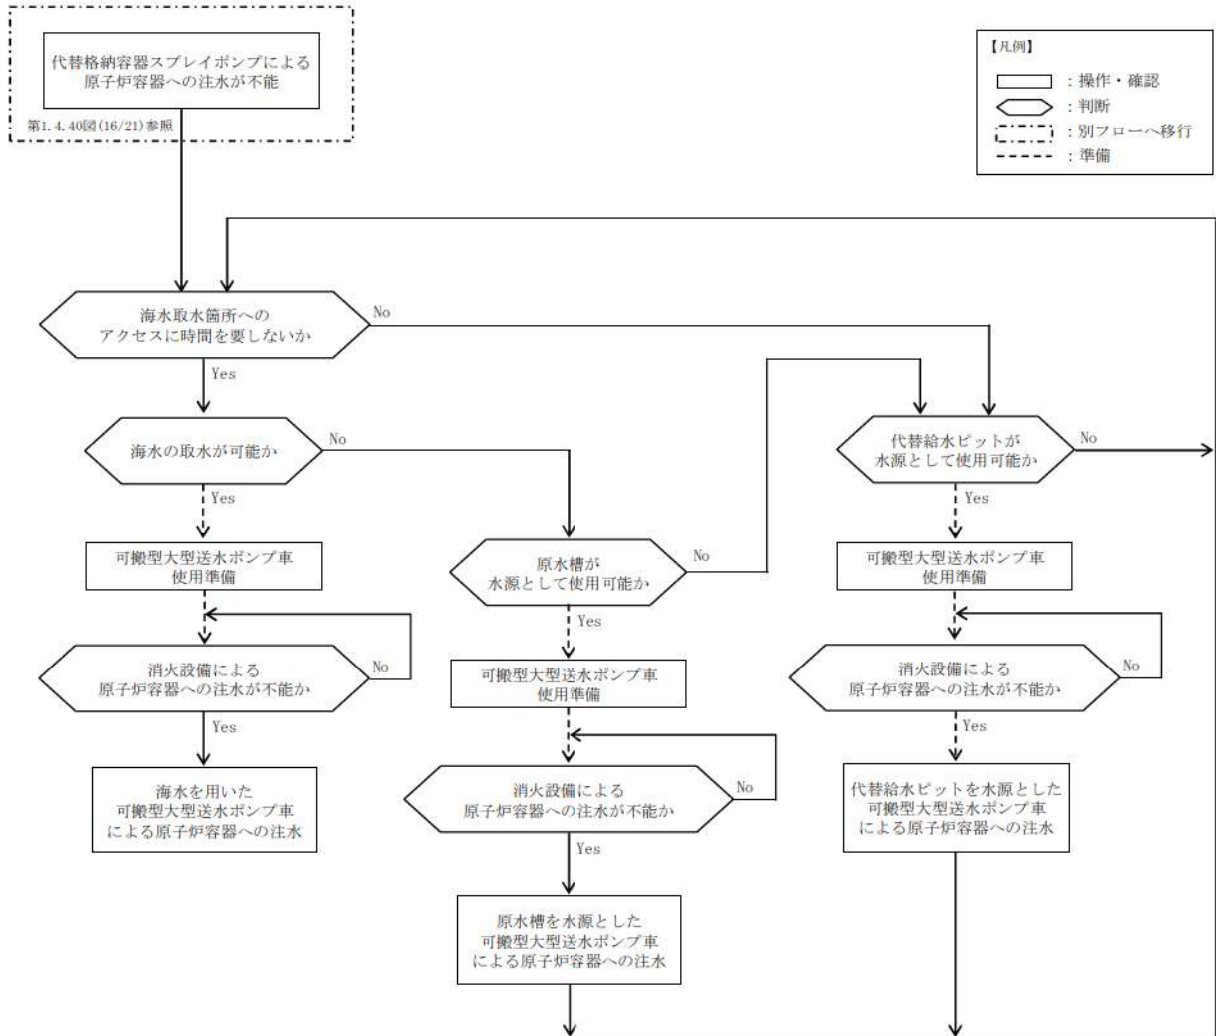 代替格納容器スプレイポンプによる
原子炉容器への注水が不能
第1.4.40図(16/21)参照
【凡例】
：操作・確認
：判断
：別フローへ移行
：準備
海水取水箇所への
アクセスに時間を要しないか
No
Yes
海水の取水が可能か
No
Yes
可搬型大型送水ポンプ車
使用準備
消火設備による
原子炉容器への注水が不能か
No
Yes
海水を用いた
可搬型大型送水ポンプ車
による原子炉容器への注水
原水槽が
水源として使用可能か
No
Yes
可搬型大型送水ポンプ車
使用準備
消火設備による
原子炉容器への注水が不能か
No
Yes
原水槽を水源とした
可搬型大型送水ポンプ車
による原子炉容器への注水
代替給水ピットが
水源として使用可能か
No
Yes
可搬型大型送水ポンプ車
使用準備
消火設備による
原子炉容器への注水が不能か
No
Yes
代替給水ピットを水源とした
可搬型大型送水ポンプ車
による原子炉容器への注水